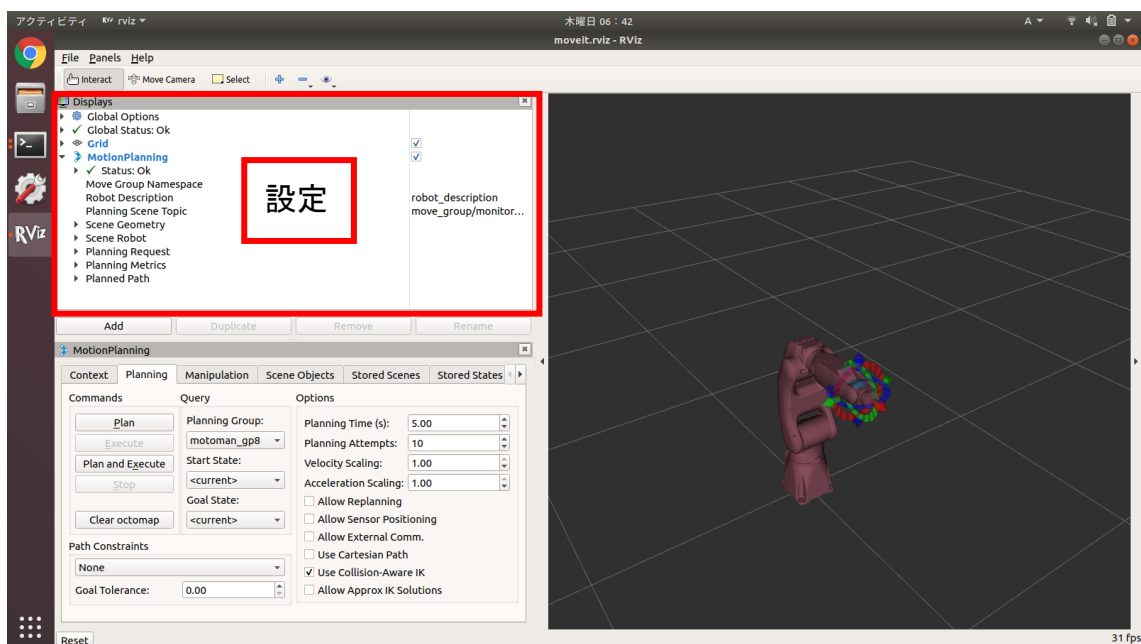 アクティビティ RViz rviz
木曜日 06：42
A
moveit.rviz - RViz
File Panels Help
Interact Move Camera Select
Displays
Global Options
Global Status: Ok
Grid
MotionPlanning
Status: Ok
Move Group Namespace
Robot Description robot_description
Planning Scene Topic move_group/monitor...
Scene Geometry
Scene Robot
Planning Request
Planning Metrics
Planned Path
設定
RViz
Add Duplicate Remove Rename
MotionPlanning
Context Planning Manipulation Scene Objects Stored Scenes Stored States
Commands Query Options
Plan
Execute
Plan and Execute
Stop
Clear octomap
Planning Group:
motoman_gp8
Start State:
<current>
Goal State:
<current>
Planning Time (s): 5.00
Planning Attempts: 10
Velocity Scaling: 1.00
Acceleration Scaling: 1.00
Allow Replanning
Allow Sensor Positioning
Allow External Comm.
Use Cartesian Path
Use Collision-Aware IK
Allow Approx IK Solutions
Path Constraints
None
Goal Tolerance: 0.00
Reset
31 fps